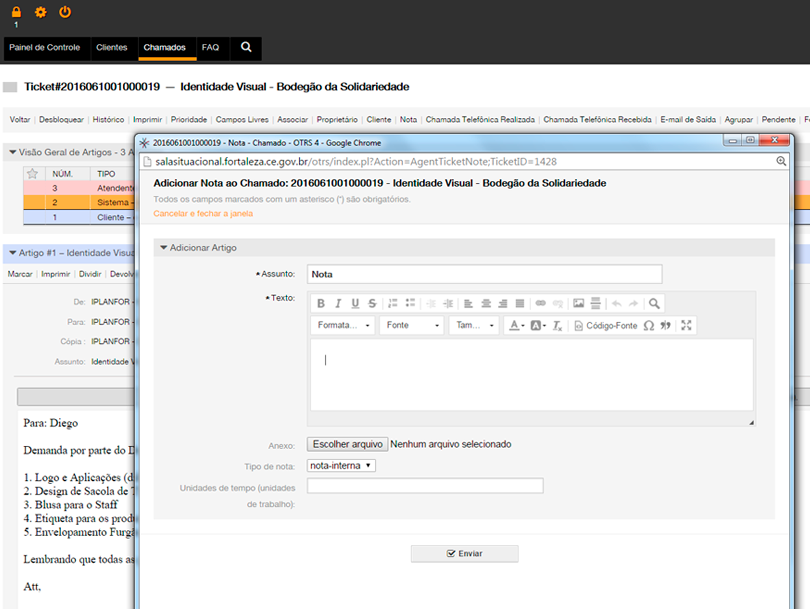 1
Painel de Controle Clientes Chamados FAQ
Ticket#2016061001000019 — Identidade Visual - Bodegão da Solidariedade
Voltar | Desbloquear | Histórico | Imprimir | Prioridade | Campos Livres | Associar | Proprietário | Cliente | Nota | Chamada Telefônica Realizada | Chamada Telefônica Recebida | E-mail de Saída | Agrupar | Pendente | F
Visão Geral de Artigos - 3 A
NÚM. TIPO
3 Atendente
2 Sistema –
1 Cliente –
Artigo #1 – Identidade Visua
Marcar | Imprimir | Dividir | Devolv
De: IPLANFOR -
Para: IPLANFOR -
Cópia : IPLANFOR -
Assunto: Identidade V
Para: Diego
Demanda por parte do D
1. Logo e Aplicações (d
2. Design de Sacola de
3. Blusa para o Staff
4. Etiqueta para os produ
5. Envelopamento Furgã
Lembrando que todas as
Att,
2016061001000019 - Nota - Chamado - OTRS 4 - Google Chrome
salasituacional.fortaleza.ce.gov.br/otrs/index.pl?Action=AgentTicketNote;TicketID=1428
Adicionar Nota ao Chamado: 2016061001000019 - Identidade Visual - Bodegão da Solidariedade
Todos os campos marcados com um asterisco (*) são obrigatórios.
Cancelar e fechar a janela
Adicionar Artigo
* Assunto: Nota
* Texto: B I U S
Formata... Fonte Tam... A A Tx Código-Fonte Ω
Anexo: Escolher arquivo Nenhum arquivo selecionado
Tipo de nota: nota-interna
Unidades de tempo (unidades
de trabalho):
Enviar